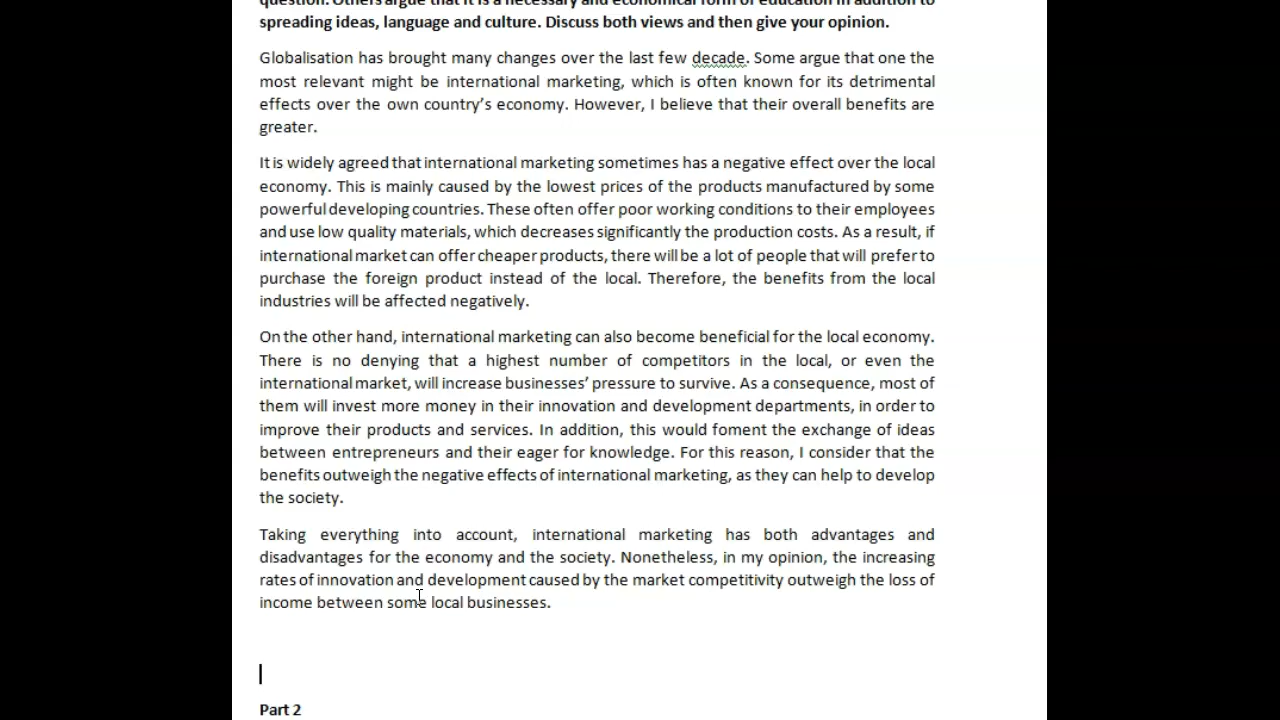 question. Others argue that it is a necessary and economical form of education in addition to
spreading ideas, language and culture. Discuss both views and then give your opinion.
Globalisation has brought many changes over the last few decade. Some argue that one the
most relevant might be international marketing, which is often known for its detrimental
effects over the own country's economy. However, I believe that their overall benefits are
greater.
It is widely agreed that international marketing sometimes has a negative effect over the local
economy. This is mainly caused by the lowest prices of the products manufactured by some
powerful developing countries. These often offer poor working conditions to their employees
and use low quality materials, which decreases significantly the production costs. As a result, if
international market can offer cheaper products, there will be a lot of people that will prefer to
purchase the foreign product instead of the local. Therefore, the benefits from the local
industries will be affected negatively.
On the other hand, international marketing can also become beneficial for the local economy.
There is no denying that a highest number of competitors in the local, or even the
international market, will increase businesses' pressure to survive. As a consequence, most of
them will invest more money in their innovation and development departments, in order to
improve their products and services. In addition, this would foment the exchange of ideas
between entrepreneurs and their eager for knowledge. For this reason, I consider that the
benefits outweigh the negative effects of international marketing, as they can help to develop
the society.
Taking everything into account, international marketing has both advantages and
disadvantages for the economy and the society. Nonetheless, in my opinion, the increasing
rates of innovation and development caused by the market competitivity outweigh the loss of
income between some local businesses.
Part 2